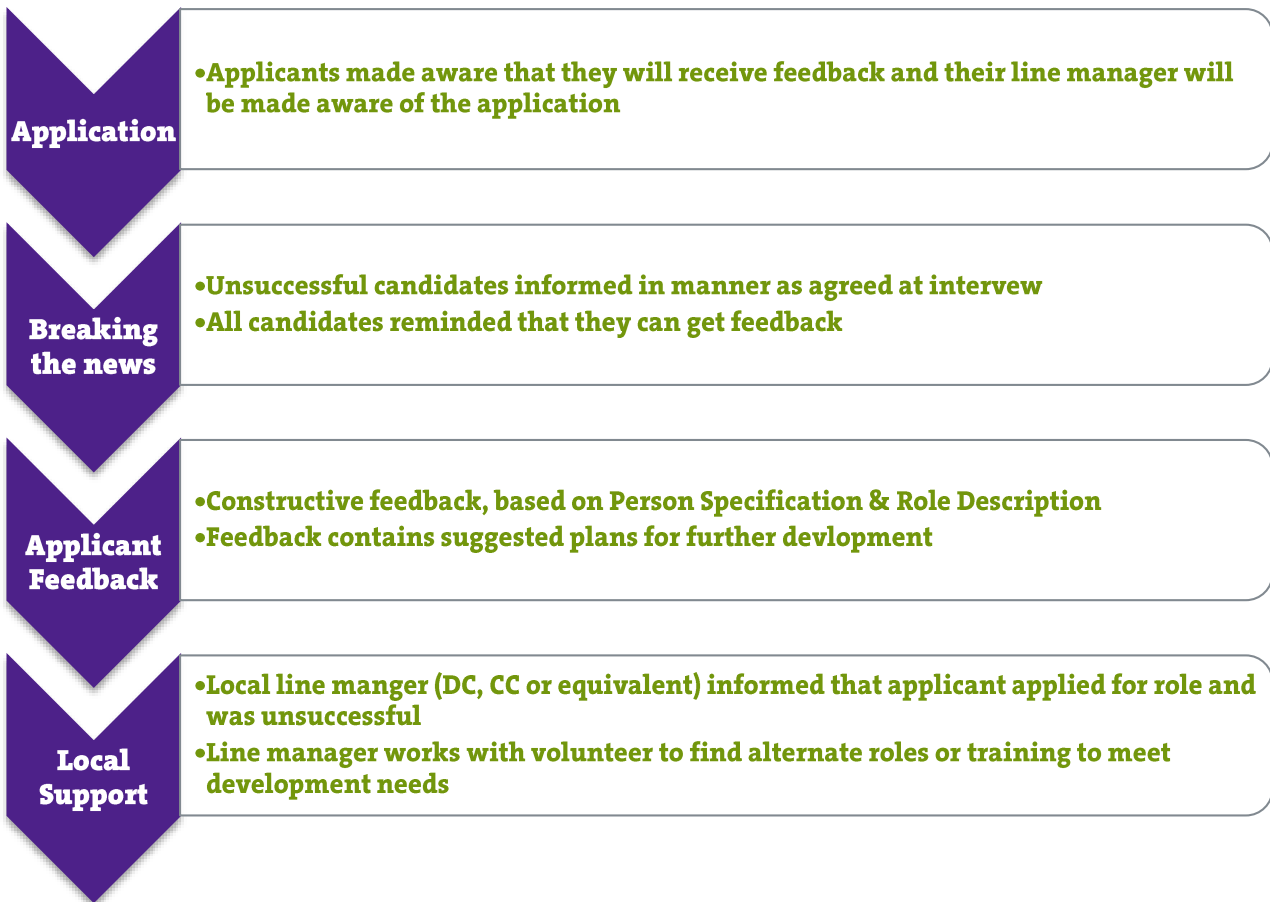 Application
•Applicants made aware that they will receive feedback and their line manager will
be made aware of the application
Breaking
the news
•Unsuccessful candidates informed in manner as agreed at intervew
•All candidates reminded that they can get feedback
Applicant
Feedback
•Constructive feedback, based on Person Specification & Role Description
•Feedback contains suggested plans for further devlopment
Local
Support
•Local line manger (DC, CC or equivalent) informed that applicant applied for role and
was unsuccessful
•Line manager works with volunteer to find alternate roles or training to meet
development needs